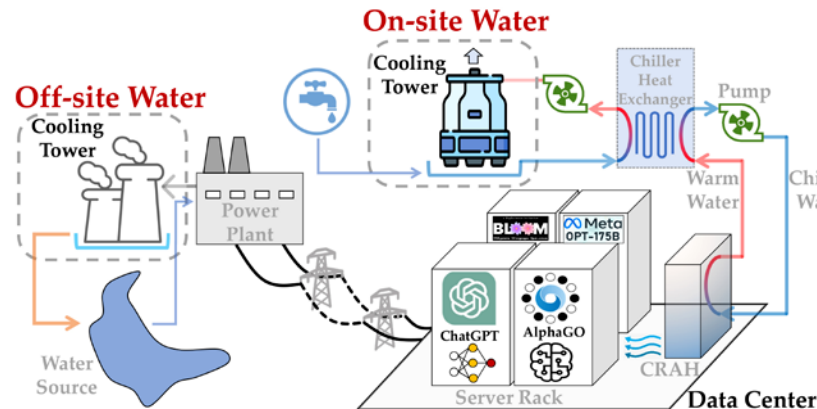 On-site Water
Cooling
Tower
Off-site Water
Cooling
Tower
Chiller
Heat
Exchanger
Pump
Power
Plant
Warm
Water
BLOOM
Meta
OPT-175B
ChatGPT
AlphaGO
Water
Source
CRAH
Server Rack
Data Center